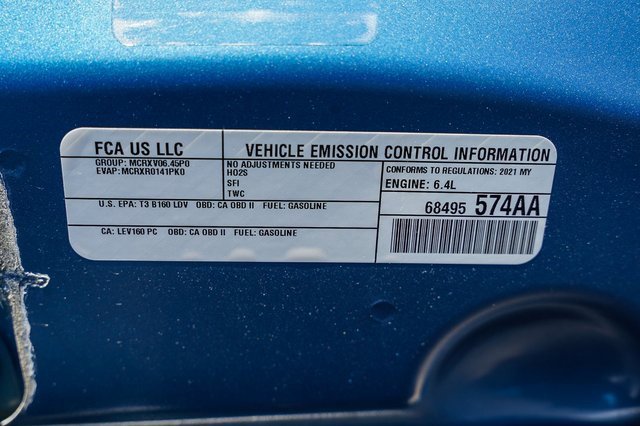 FCA US LLC
GROUP: MCRXV06.45P0
EVAP: MCRXR0141PK0
VEHICLE EMISSION CONTROL INFORMATION
NO ADJUSTMENTS NEEDED
HO2S
SFI
TWC
CONFORMS TO REGULATIONS: 2021 MY
ENGINE: 6.4L
U.S. EPA: T3 B160 LDV OBD: CA OBD II FUEL: GASOLINE
CA: LEV160 PC OBD: CA OBD II FUEL: GASOLINE
68495 574AA